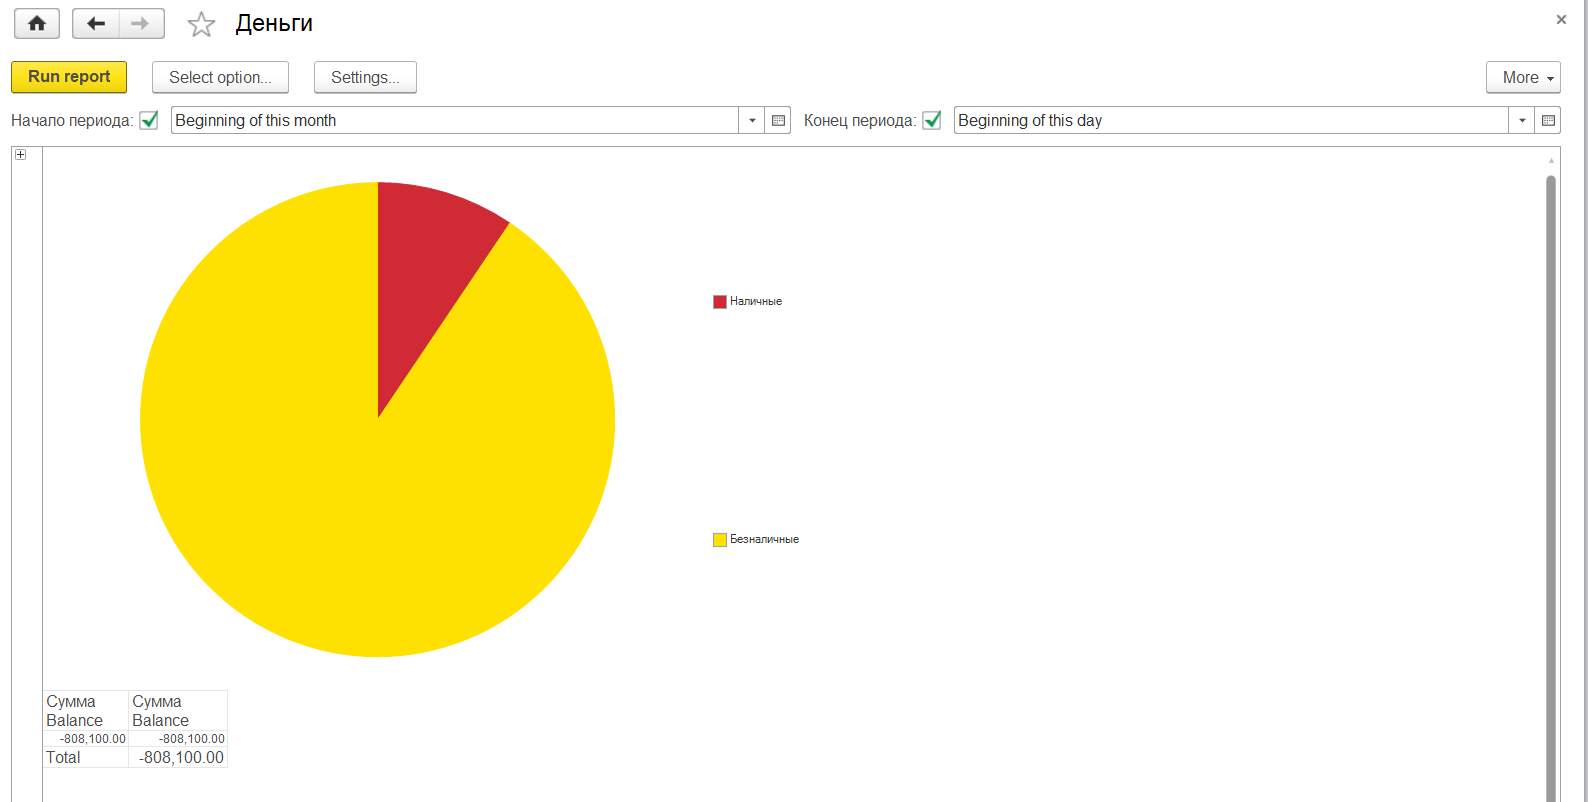 Деньги
Run report
Select option...
Settings...
More
Начало периода:
Beginning of this month
Конец периода:
Beginning of this day
Наличные
Безналичные
Сумма Сумма
Balance Balance
-808,100.00 -808,100.00
Total -808,100.00